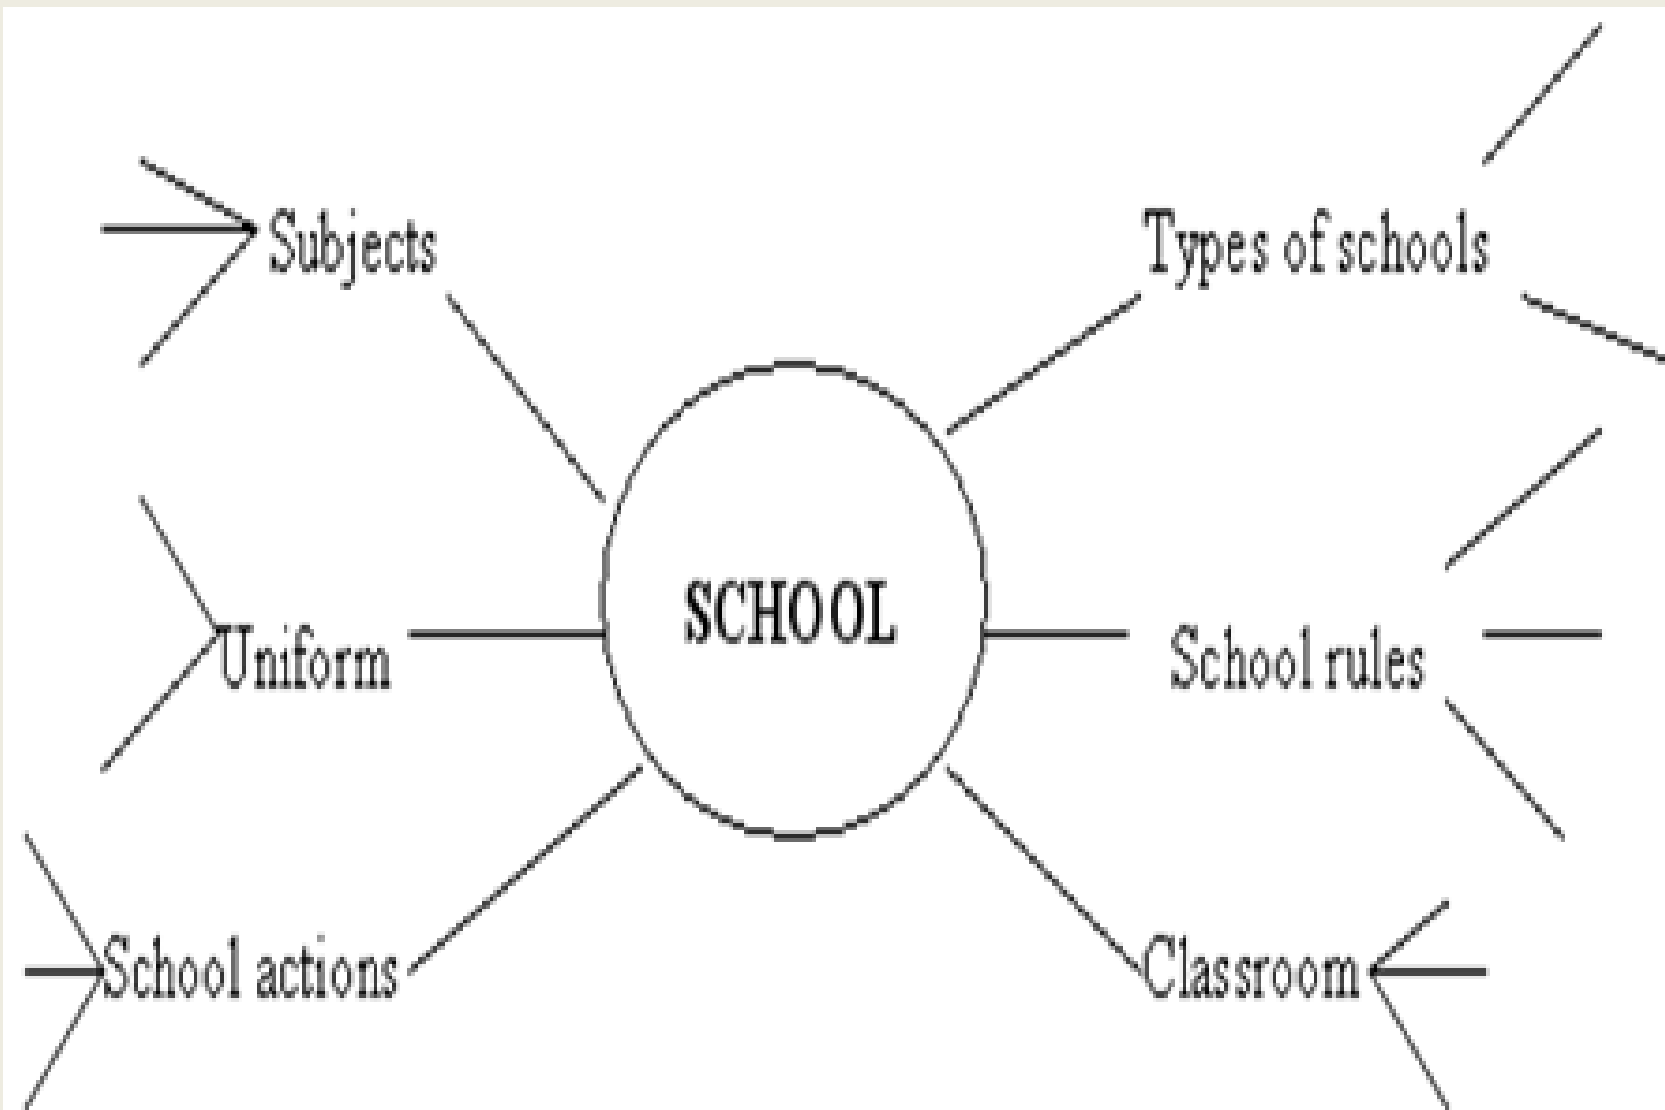 Subjects
Types of schools
SCHOOL
Uniform
School rules
School actions
Classroom